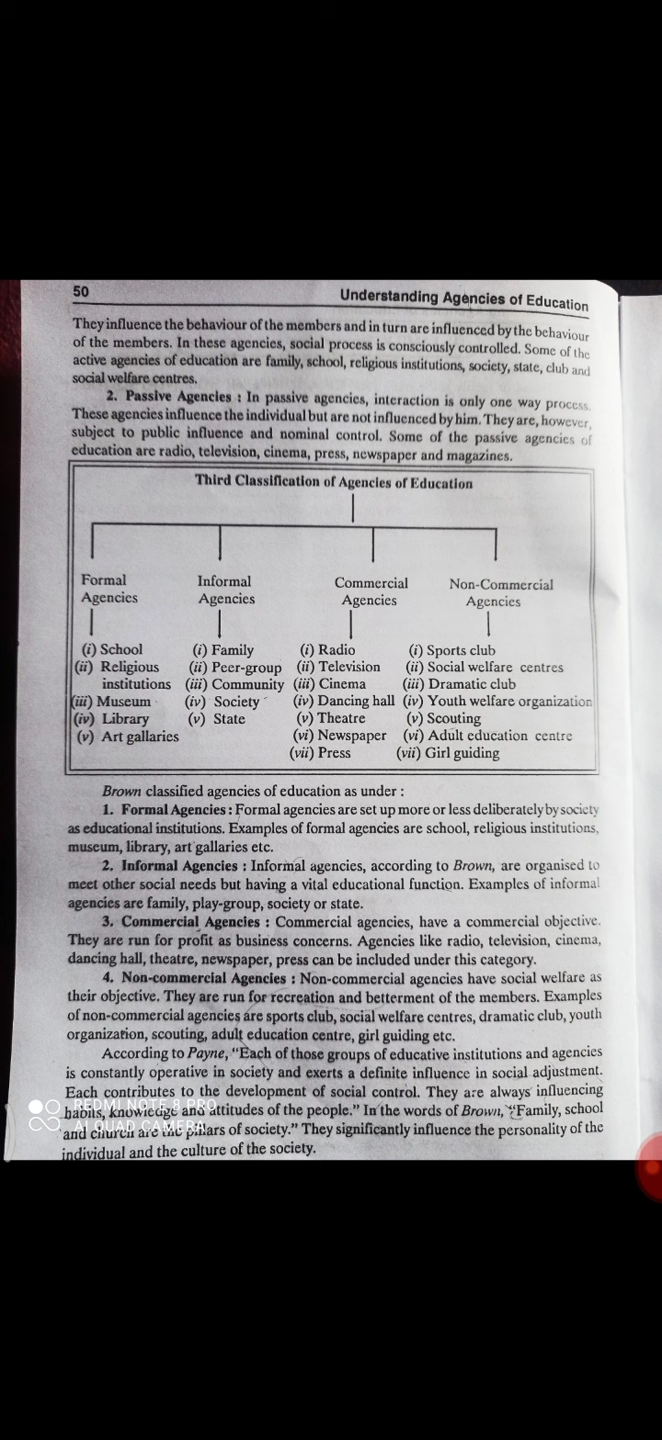 50 Understanding Agencies of Education
They influence the behaviour of the members and in turn are influenced by the behaviour
of the members. In these agencies, social process is consciously controlled. Some of the
active agencies of education are family, school, religious institutions, society, state, club and
social welfare centres.
2. Passive Agencies : In passive agencies, interaction is only one way process.
These agencies influence the individual but are not influenced by him. They are, however,
subject to public influence and nominal control. Some of the passive agencies of
education are radio, television, cinema, press, newspaper and magazines.
Third Classification of Agencies of Education
Formal Agencies
(i) School
(ii) Religious
institutions
(iii) Museum
(iv) Library
(v) Art gallaries
Informal Agencies
(i) Family
(ii) Peer-group
(iii) Community
(iv) Society
(v) State
Commercial Agencies
(i) Radio
(ii) Television
(iii) Cinema
(iv) Dancing hall
(v) Theatre
(vi) Newspaper
(vii) Press
Non-Commercial Agencies
(i) Sports club
(ii) Social welfare centres
(iii) Dramatic club
(iv) Youth welfare organization
(v) Scouting
(vi) Adult education centre
(vii) Girl guiding
Brown classified agencies of education as under :
1. Formal Agencies : Formal agencies are set up more or less deliberately by society
as educational institutions. Examples of formal agencies are school, religious institutions,
museum, library, art gallaries etc.
2. Informal Agencies : Informal agencies, according to Brown, are organised to
meet other social needs but having a vital educational function. Examples of informal
agencies are family, play-group, society or state.
3. Commercial Agencies : Commercial agencies, have a commercial objective.
They are run for profit as business concerns. Agencies like radio, television, cinema,
dancing hall, theatre, newspaper, press can be included under this category.
4. Non-commercial Agencies : Non-commercial agencies have social welfare as
their objective. They are run for recreation and betterment of the members. Examples
of non-commercial agencies are sports club, social welfare centres, dramatic club, youth
organization, scouting, adult education centre, girl guiding etc.
According to Payne, "Each of those groups of educative institutions and agencies
is constantly operative in society and exerts a definite influence in social adjustment.
Each contributes to the development of social control. They are always influencing
habits, knowledge and attitudes of the people." In the words of Brown, "Family, school
and church are the pillars of society." They significantly influence the personality of the
individual and the culture of the society.
REDMI NOTE 8 PRO
AI QUAD CAMERA